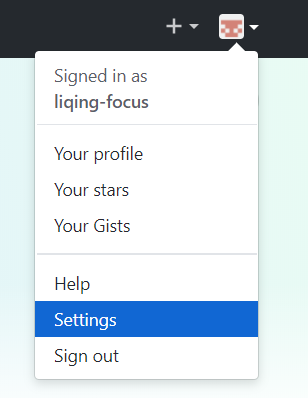 Signed in as
liqing-focus
Your profile
Your stars
Your Gists
Help
Settings
Sign out